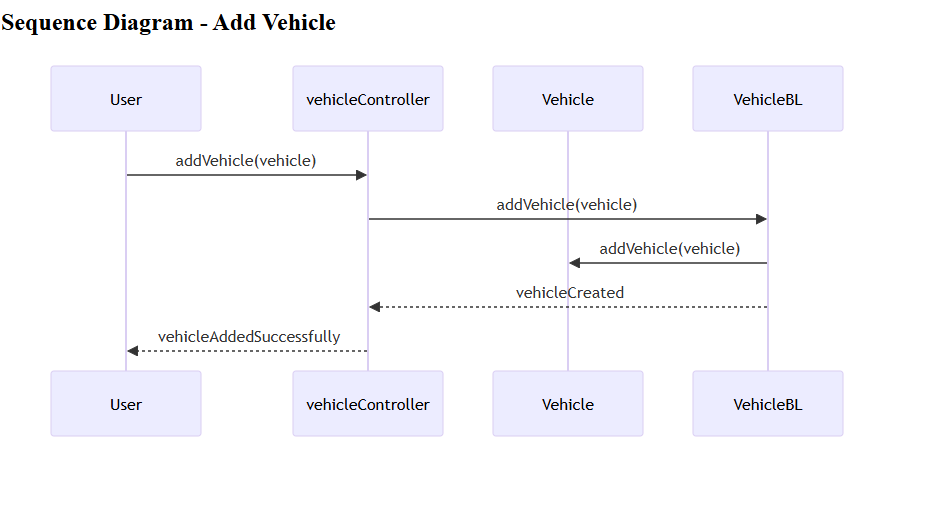 Sequence Diagram - Add Vehicle
User
vehicleController
Vehicle
VehicleBL
addVehicle(vehicle)
addVehicle(vehicle)
addVehicle(vehicle)
vehicleCreated
vehicleAddedSuccessfully
User
vehicleController
Vehicle
VehicleBL